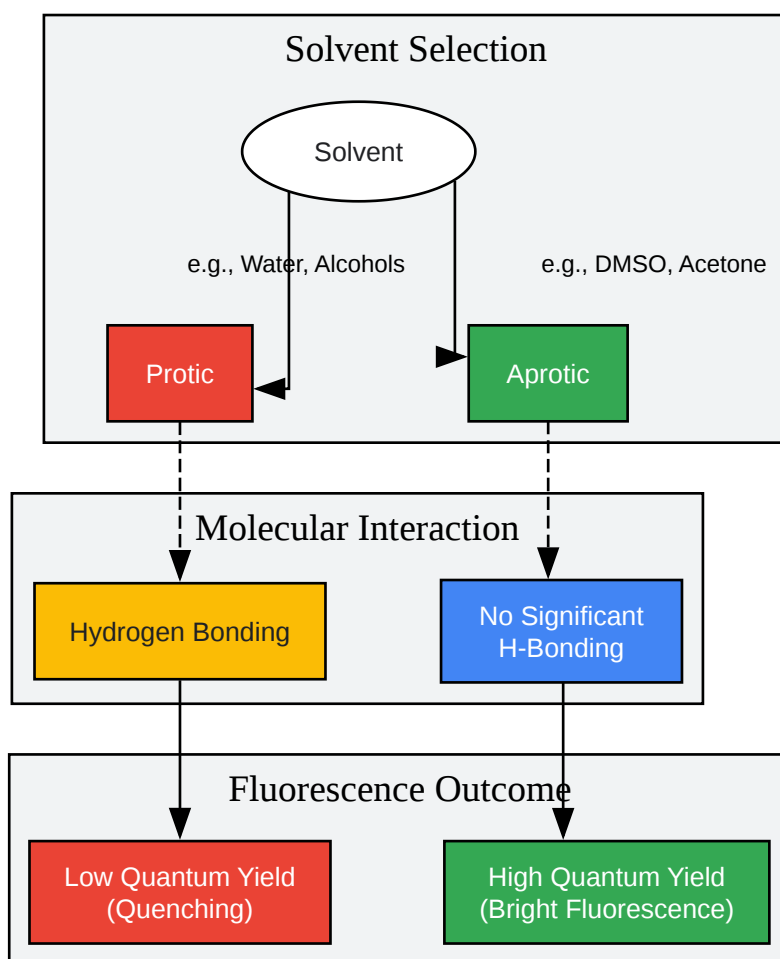 Solvent Selection
Solvent
e.g., Water, Alcohols
e.g., DMSO, Acetone
Protic
Aprotic
Molecular Interaction
Hydrogen Bonding
No Significant
H-Bonding
Fluorescence Outcome
Low Quantum Yield
(Quenching)
High Quantum Yield
(Bright Fluorescence)